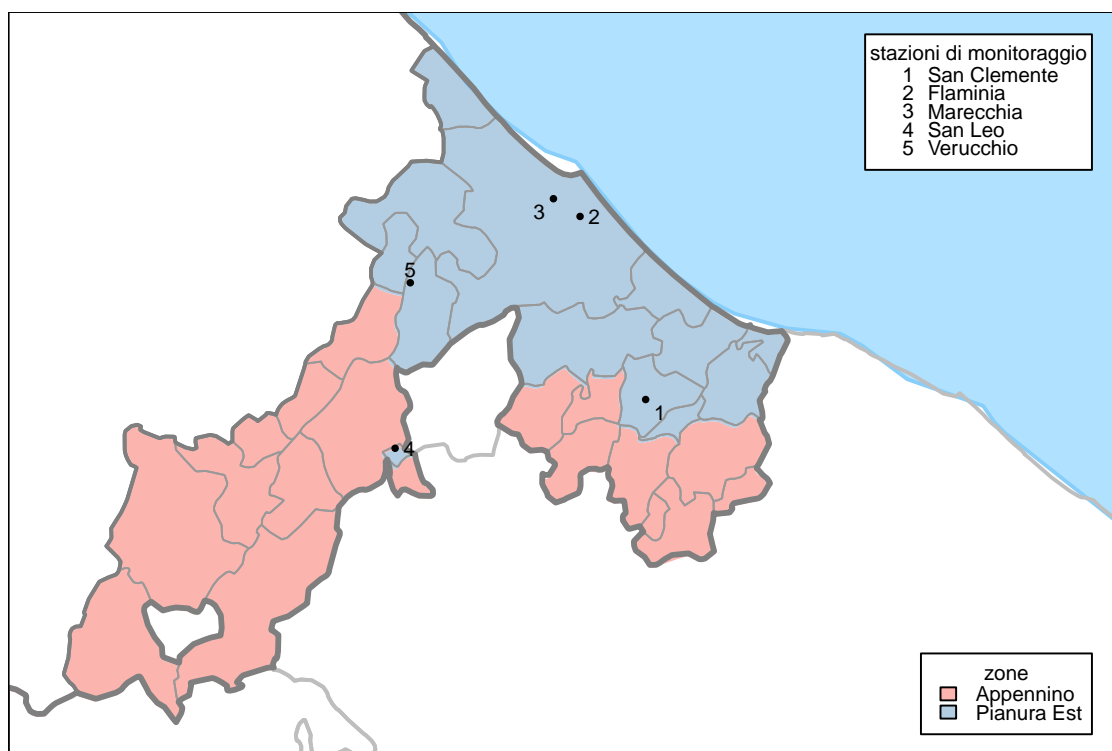 stazioni di monitoraggio
1 San Clemente
2 Flaminia
3 Marecchia
4 San Leo
5 Verucchio
3
2
5
1
4
zone
Appennino
Pianura Est